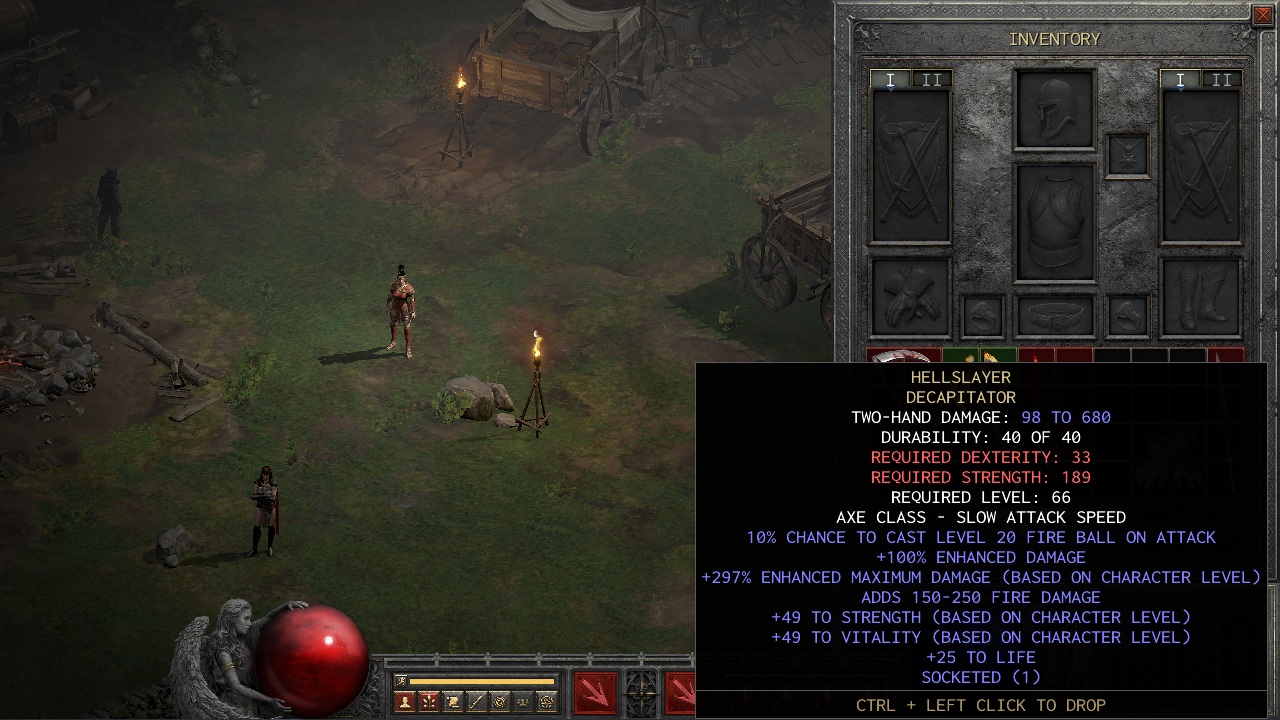 INVENTORY
I II
I II
HELLSLAYER
DECAPITATOR
TWO-HAND DAMAGE: 98 TO 680
DURABILITY: 40 OF 40
REQUIRED DEXTERITY: 33
REQUIRED STRENGTH: 189
REQUIRED LEVEL: 66
AXE CLASS - SLOW ATTACK SPEED
10% CHANCE TO CAST LEVEL 20 FIRE BALL ON ATTACK
+100% ENHANCED DAMAGE
+297% ENHANCED MAXIMUM DAMAGE (BASED ON CHARACTER LEVEL)
ADDS 150-250 FIRE DAMAGE
+49 TO STRENGTH (BASED ON CHARACTER LEVEL)
+49 TO VITALITY (BASED ON CHARACTER LEVEL)
+25 TO LIFE
SOCKETED (1)
CTRL + LEFT CLICK TO DROP